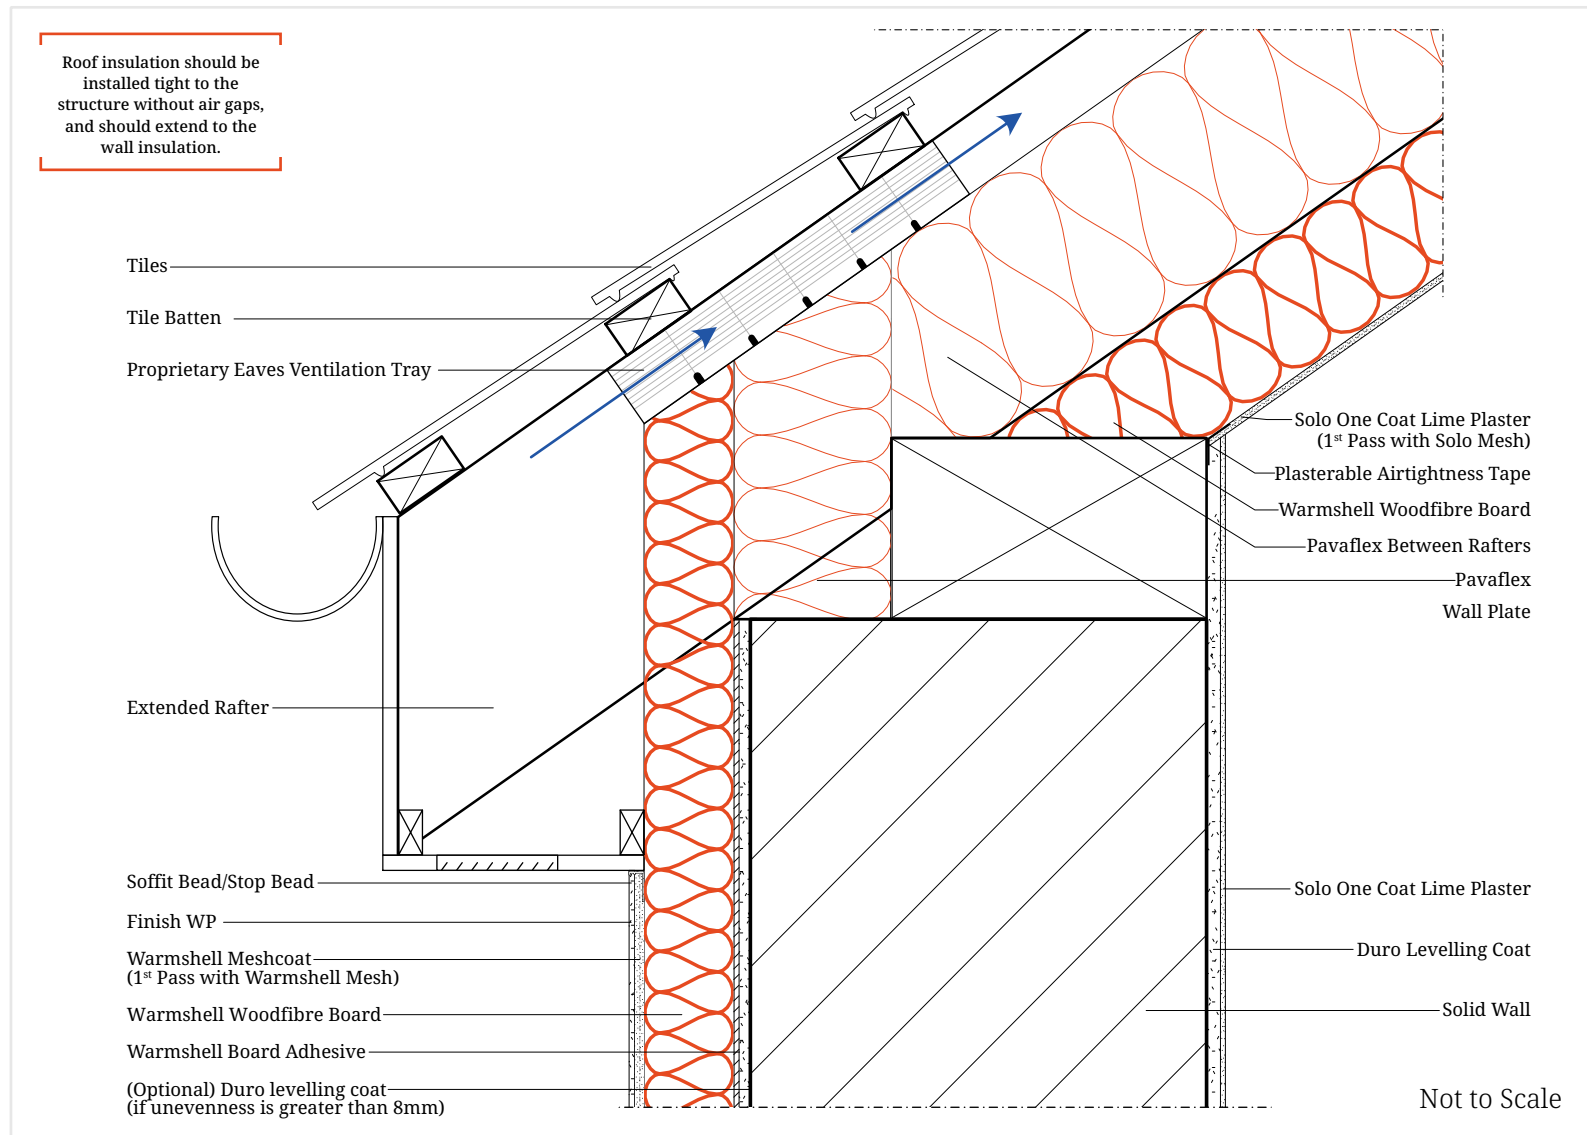 Roof insulation should be
installed tight to the
structure without air gaps,
and should extend to the
wall insulation.
Tiles
Tile Batten
Proprietary Eaves Ventilation Tray
Extended Rafter
Soffit Bead/Stop Bead
Finish WP
Warmshell Meshcoat
(1st Pass with Warmshell Mesh)
Warmshell Woodfibre Board
Warmshell Board Adhesive
(Optional) Duro levelling coat
(if unevenness is greater than 8mm)
Solo One Coat Lime Plaster
(1st Pass with Solo Mesh)
Plasterable Airtightness Tape
Warmshell Woodfibre Board
Pavaflex Between Rafters
Pavaflex
Wall Plate
Solo One Coat Lime Plaster
Duro Levelling Coat
Solid Wall
Not to Scale